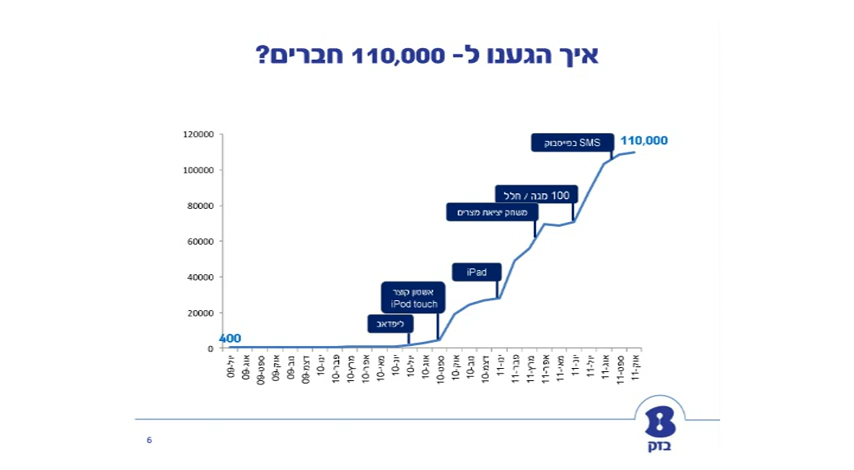 איך הגענו ל- 110,000 חברים?
120000
100000
80000
60000
40000
20000
0
400
ליפדאב
אשטון קוצר
iPod touch
iPad
משחק יציאת מצרים
100 מנה / חלל
SMS בפייסבוק
110,000
יול-09
אוג-09
ספט-09
אוק-09
נוב-09
דצמ-09
ינו-10
פבר-10
מרץ-10
אפר-10
מאי-10
יונ-10
יול-10
אוג-10
ספט-10
אוק-10
נוב-10
דצמ-10
ינו-11
פבר-11
מרץ-11
אפר-11
מאי-11
יונ-11
יול-11
אוג-11
ספט-11
אוק-11
6
בזק